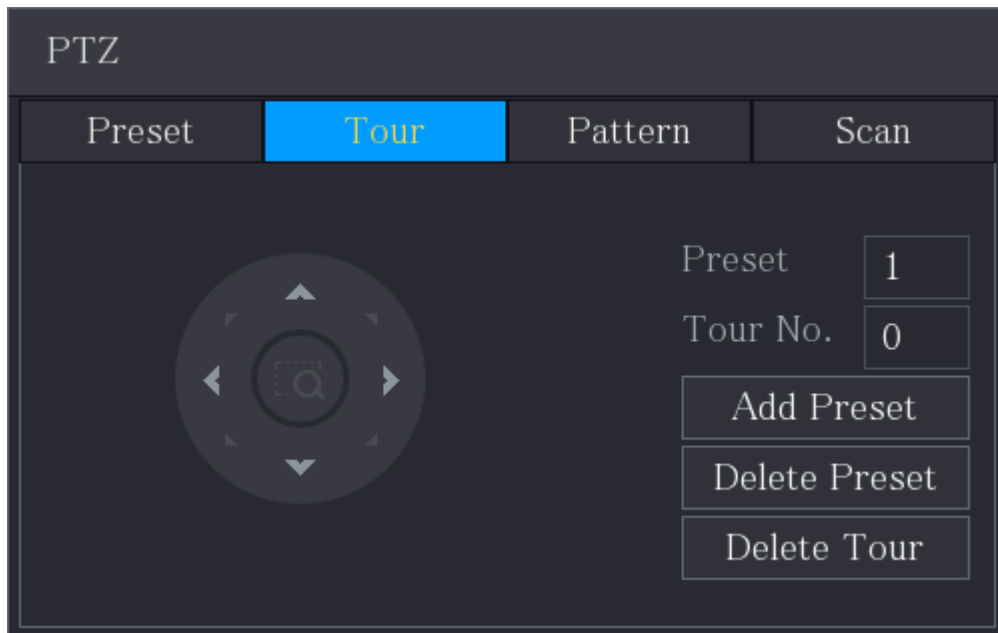 PTZ
Preset Tour Pattern Scan
Preset 1
Tour No. 0
Add Preset
Delete Preset
Delete Tour